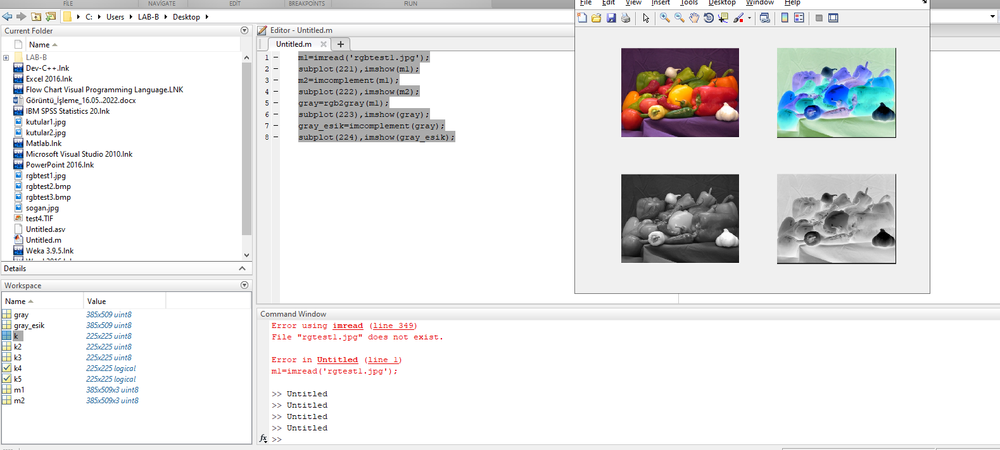 FİLE NAVİGATE EDİT BREAKPOİNTS RUN
C: Users LAB-B Desktop
Current Folder
Name
LAB-B
Dev-C++.lnk
Excel 2016.lnk
Flow Chart Visual Programming Language.LNK
Görüntü_İşleme_16.05..2022.docx
IBM SPSS Statistics 20.lnk
kutular1.jpg
kutular2.jpg
Matlab.lnk
Microsoft Visual Studio 2010.lnk
PowerPoint 2016.lnk
rgbtest1.jpg
rgbtest2.bmp
rgbtest3.bmp
sogan.jpg
test4.TIF
Untitled.asv
Untitled.m
Weka 3.9.5.lnk
Details
Workspace
Name Value
gray 385x509 uint8
gray_esik 385x509 uint8
k 225x225 uint8
k2 225x225 uint8
k3 225x225 uint8
k4 225x225 logical
k5 225x225 logical
m1 385x509x3 uint8
m2 385x509x3 uint8
Editor - Untitled.m
Untitled.m
1 m1=imread('rgbtest1.jpg');
2 subplot(221),imshow(m1);
3 m2=imcomplement(m1);
4 subplot(222),imshow(m2);
5 gray=rgb2gray(m1);
6 subplot(223),imshow(gray);
7 gray_esik=imcomplement(gray);
8 subplot(224),imshow(gray_esik);
File Edit View Insert Tools Desktop Window Help
Command Window
Error using imread (line 349)
File "rgtest1.jpg" does not exist.
Error in Untitled (line 1)
m1=imread('rgtest1.jpg');
>> Untitled
>> Untitled
>> Untitled
>> Untitled
fx >>